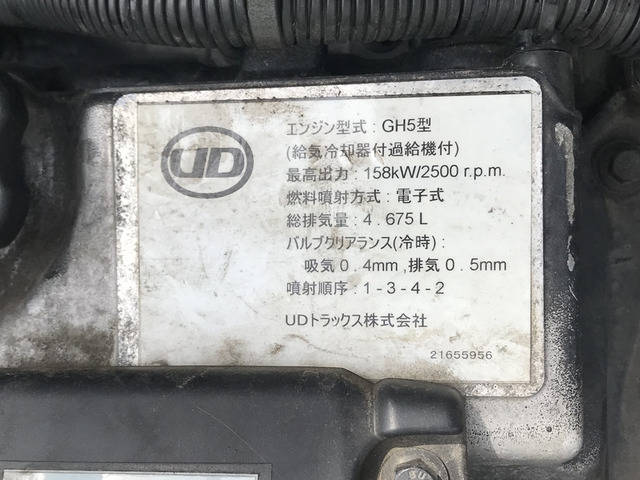 UD
エンジン型式 : GH5型
(給気冷却器付過給機付)
最高出力 : 158kW/2500 r.p.m.
燃料噴射方式 : 電子式
総排気量 : 4 . 675 L
バルブクリアランス(冷時) :
吸気 0 . 4mm , 排気 0 . 5mm
噴射順序 : 1 - 3 - 4 - 2
UDトラックス株式会社
21655956